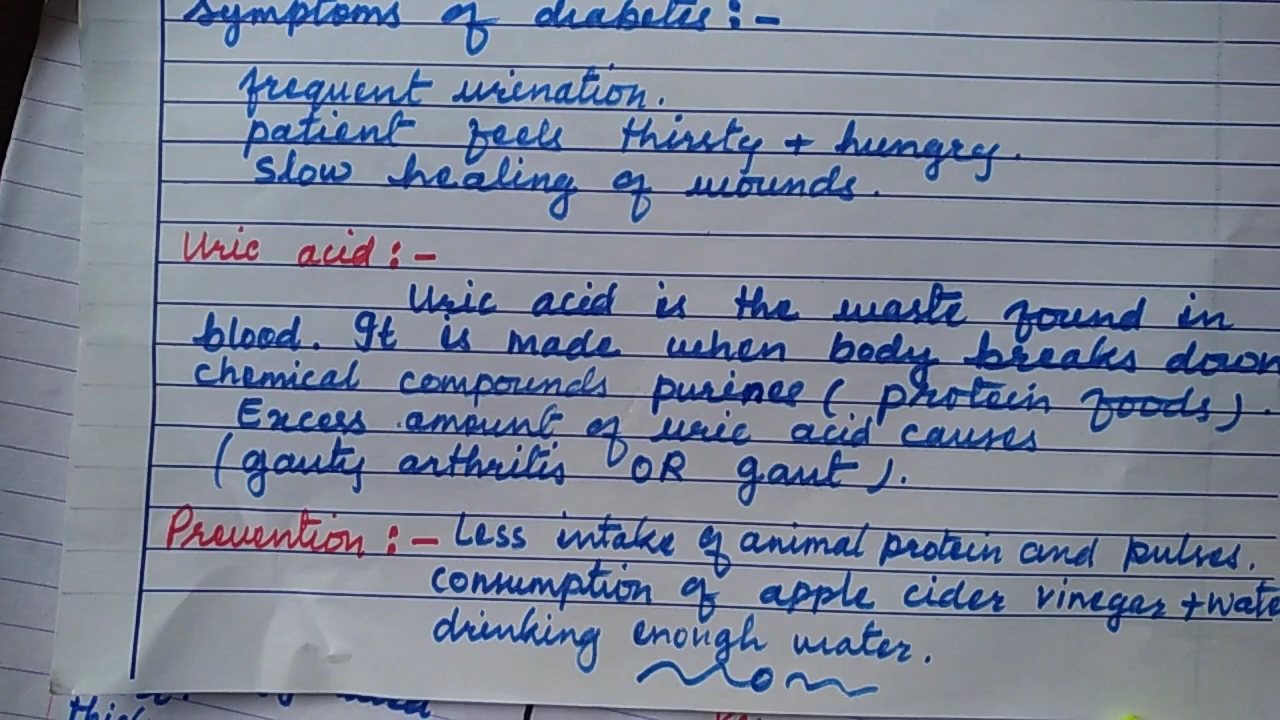 Symptoms of diabetes:-
frequent urenation.
patient feels thirsty + hungry.
slow healing of wounds.
Uric acid:-
Uric acid is the waste found in
blood. It is made when body breaks down
chemical compounds purines ( protein foods).
Excess amount of uric acid causes
(gauty arthritis OR gaut).
Prevention:- Less intake of animal protein and pulses.
consumption of apple cider vinegar + wate
drinking enough water.